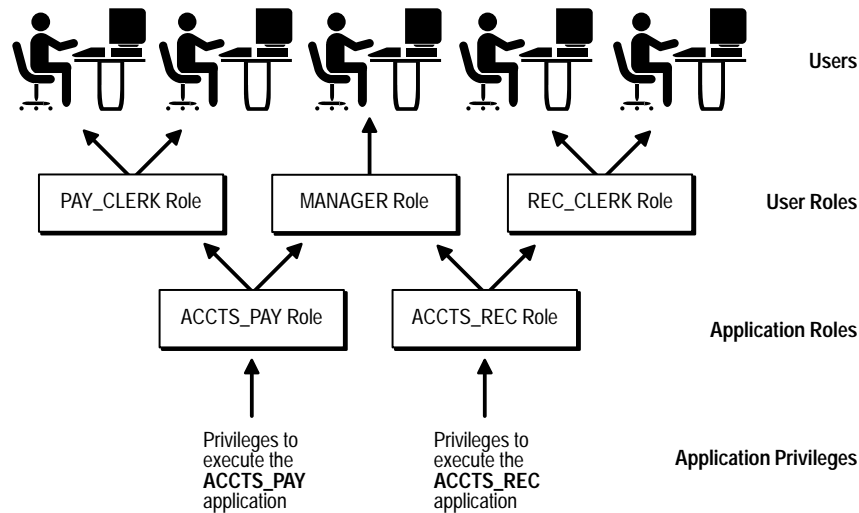 Users
PAY_CLERK Role
MANAGER Role
REC_CLERK Role
User Roles
ACCTS_PAY Role
ACCTS_REC Role
Application Roles
Privileges to
execute the
ACCTS_PAY
application
Privileges to
execute the
ACCTS_REC
application
Application Privileges